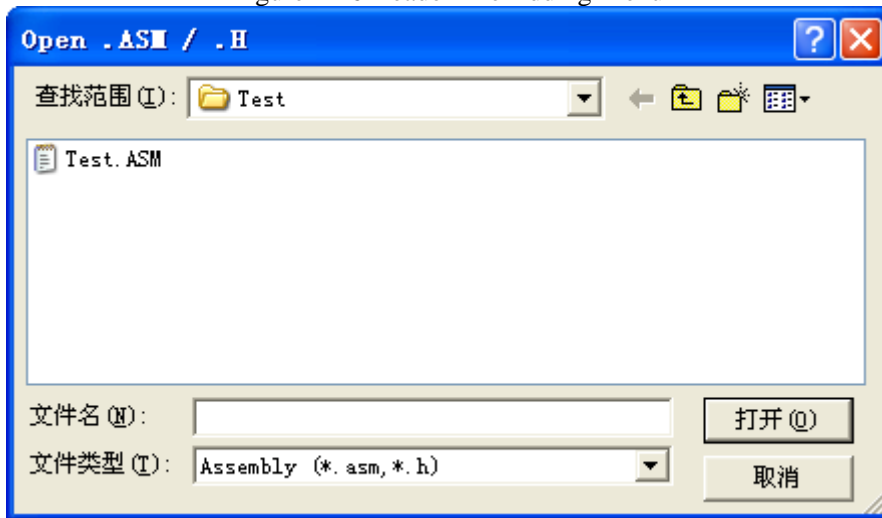 Open .ASM / .H
查找范围(I): Test
Test.ASM
文件名(N):
打开(O)
文件类型(T): Assembly (*.asm,*.h)
取消